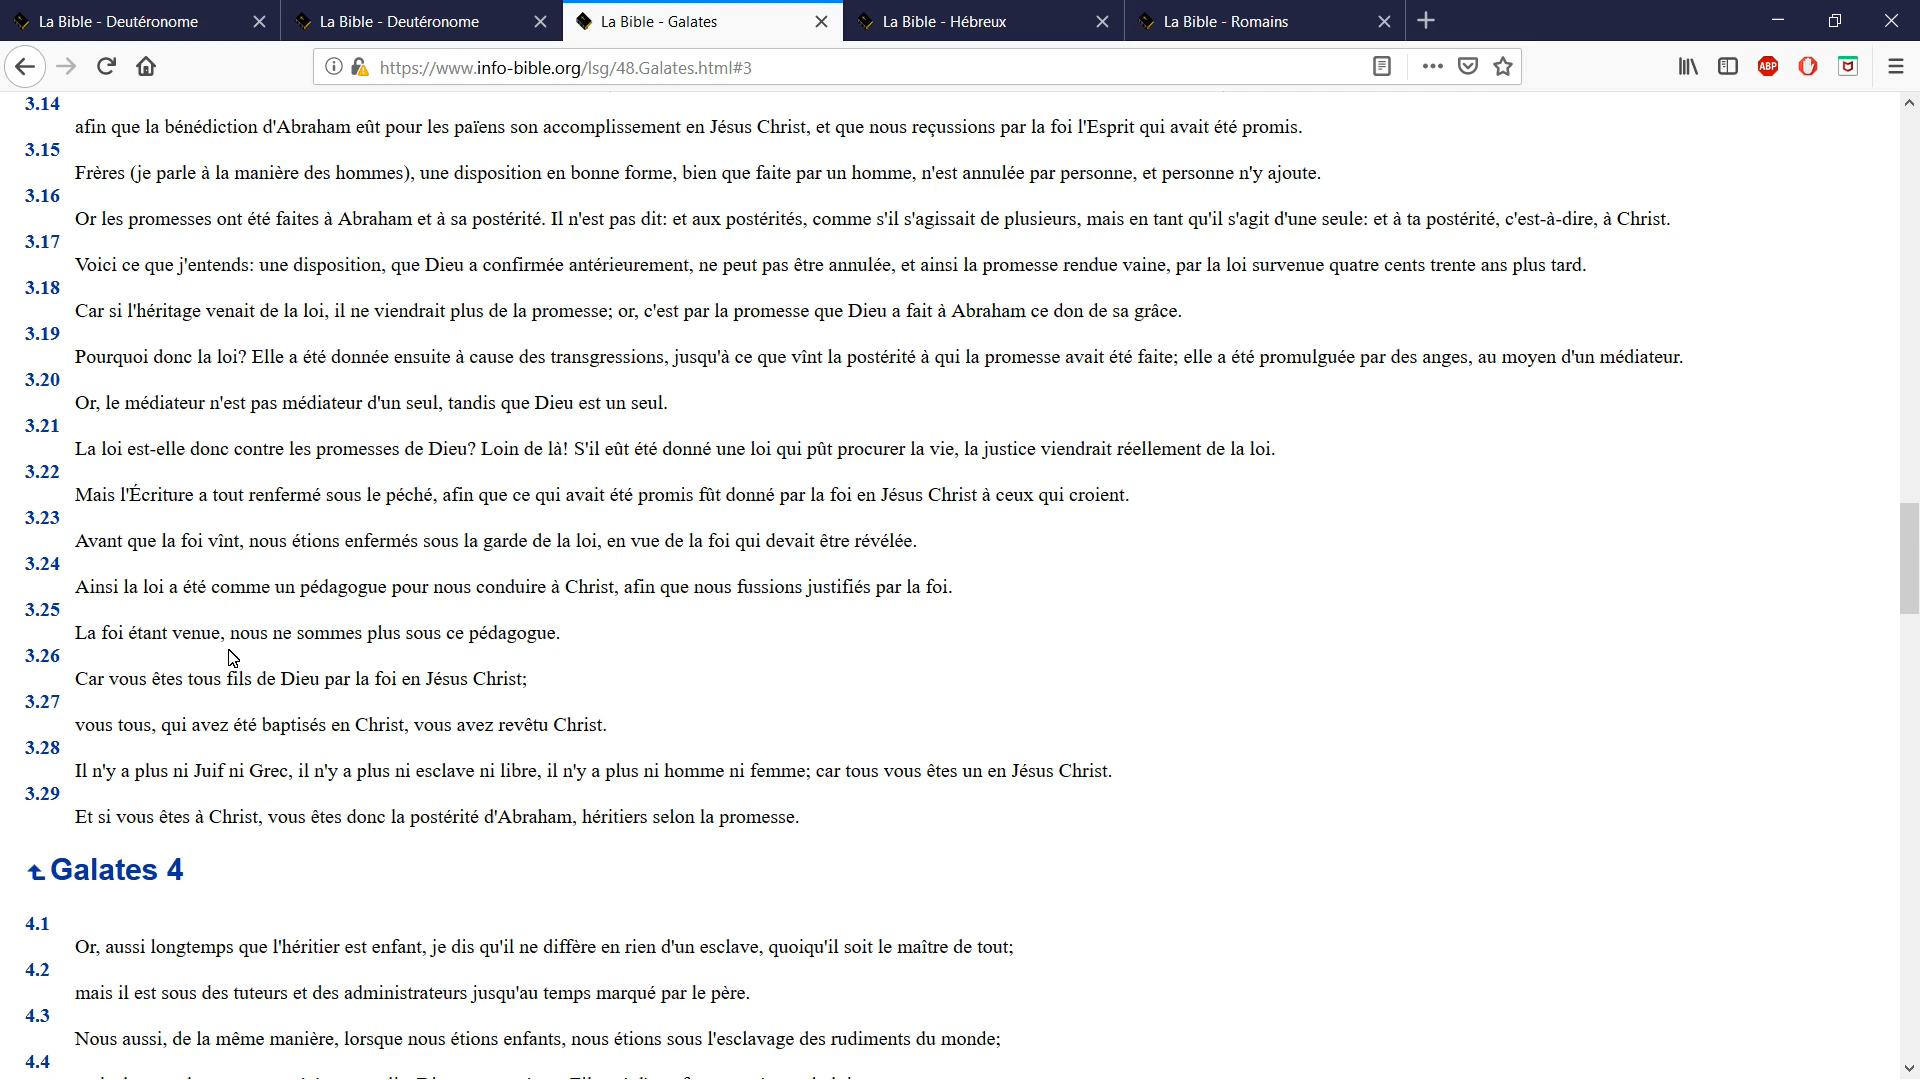 La Bible - Deutéronome
La Bible - Deutéronome
La Bible - Galates
La Bible - Hébreux
La Bible - Romains
https://www.info-bible.org/lsg/48.Galates.html#3
ABP
3.14
afin que la bénédiction d'Abraham eût pour les païens son accomplissement en Jésus Christ, et que nous reçussions par la foi l'Esprit qui avait été promis.
3.15
Frères (je parle à la manière des hommes), une disposition en bonne forme, bien que faite par un homme, n'est annulée par personne, et personne n'y ajoute.
3.16
Or les promesses ont été faites à Abraham et à sa postérité. Il n'est pas dit: et aux postérités, comme s'il s'agissait de plusieurs, mais en tant qu'il s'agit d'une seule: et à ta postérité, c'est-à-dire, à Christ.
3.17
Voici ce que j'entends: une disposition, que Dieu a confirmée antérieurement, ne peut pas être annulée, et ainsi la promesse rendue vaine, par la loi survenue quatre cents trente ans plus tard.
3.18
Car si l'héritage venait de la loi, il ne viendrait plus de la promesse; or, c'est par la promesse que Dieu a fait à Abraham ce don de sa grâce.
3.19
Pourquoi donc la loi? Elle a été donnée ensuite à cause des transgressions, jusqu'à ce que vînt la postérité à qui la promesse avait été faite; elle a été promulguée par des anges, au moyen d'un médiateur.
3.20
Or, le médiateur n'est pas médiateur d'un seul, tandis que Dieu est un seul.
3.21
La loi est-elle donc contre les promesses de Dieu? Loin de là! S'il eût été donné une loi qui pût procurer la vie, la justice viendrait réellement de la loi.
3.22
Mais l'Écriture a tout renfermé sous le péché, afin que ce qui avait été promis fût donné par la foi en Jésus Christ à ceux qui croient.
3.23
Avant que la foi vînt, nous étions enfermés sous la garde de la loi, en vue de la foi qui devait être révélée.
3.24
Ainsi la loi a été comme un pédagogue pour nous conduire à Christ, afin que nous fussions justifiés par la foi.
3.25
La foi étant venue, nous ne sommes plus sous ce pédagogue.
3.26
Car vous êtes tous fils de Dieu par la foi en Jésus Christ;
3.27
vous tous, qui avez été baptisés en Christ, vous avez revêtu Christ.
3.28
Il n'y a plus ni Juif ni Grec, il n'y a plus ni esclave ni libre, il n'y a plus ni homme ni femme; car tous vous êtes un en Jésus Christ.
3.29
Et si vous êtes à Christ, vous êtes donc la postérité d'Abraham, héritiers selon la promesse.
Galates 4
4.1
Or, aussi longtemps que l'héritier est enfant, je dis qu'il ne diffère en rien d'un esclave, quoiqu'il soit le maître de tout;
4.2
mais il est sous des tuteurs et des administrateurs jusqu'au temps marqué par le père.
4.3
Nous aussi, de la même manière, lorsque nous étions enfants, nous étions sous l'esclavage des rudiments du monde;
4.4